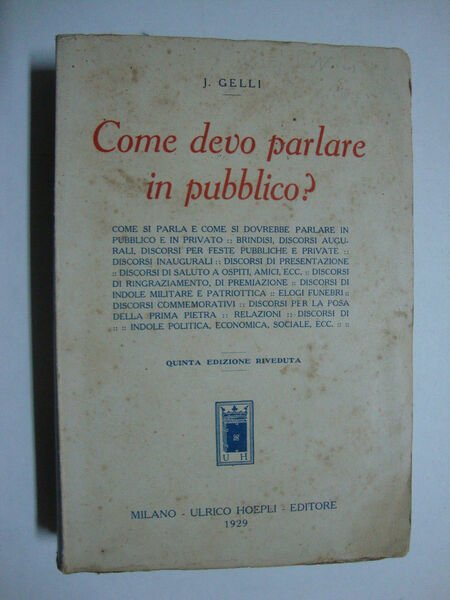 J. GELLI
Come devo parlare
in pubblico?
COME SI PARLA E COME SI DOVREBBE PARLARE IN
PUBBLICO E IN PRIVATO :: BRINDISI, DISCORSI AUGU-
RALI, DISCORSI PER FESTE PUBBLICHE E PRIVATE ::
DISCORSI INAUGURALI :: DISCORSI DI PRESENTAZIONE
:: DISCORSI DI SALUTO A OSPITI, AMICI, ECC. :: DISCORSI
DI RINGRAZIAMENTO, DI PREMIAZIONE :: DISCORSI DI
INDOLE MILITARE E PATRIOTTICA :: ELOGI FUNEBRI ::
DISCORSI COMMEMORATIVI :: DISCORSI PER LA POSA
DELLA PRIMA PIETRA :: RELAZIONI :: DISCORSI DI
:: :: INDOLE POLITICA, ECONOMICA, SOCIALE, ECC. :: ::
QUINTA EDIZIONE RIVEDUTA
U H
MILANO - ULRICO HOEPLI - EDITORE
1929